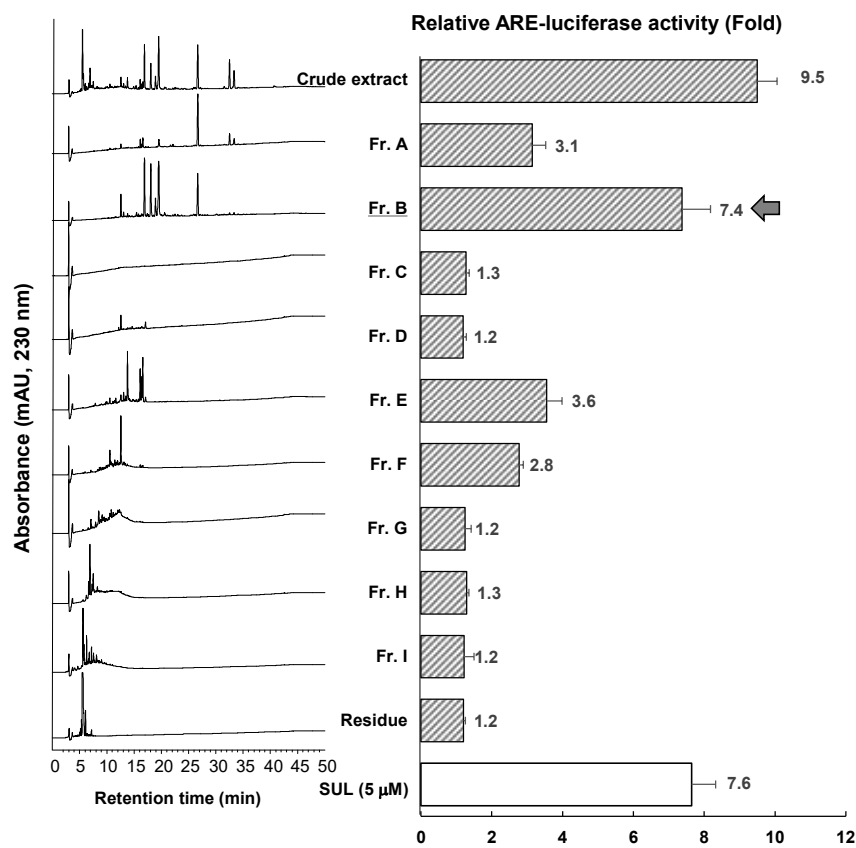 Relative ARE-luciferase activity (Fold)
Absorbance (mAU, 230 nm)
Crude extract 9.5
Fr. A 3.1
Fr. B 7.4
Fr. C 1.3
Fr. D 1.2
Fr. E 3.6
Fr. F 2.8
Fr. G 1.2
Fr. H 1.3
Fr. I 1.2
Residue 1.2
SUL (5 μM) 7.6
0 5 10 15 20 25 30 35 40 45 50
Retention time (min)
0 2 4 6 8 10 12